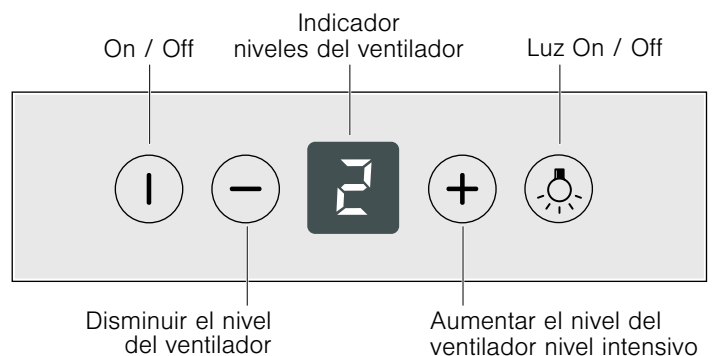 Indicador
On / Off
niveles del ventilador
Luz On / Off
2
Disminuir el nivel
del ventilador
Aumentar el nivel del
ventilador nivel intensivo